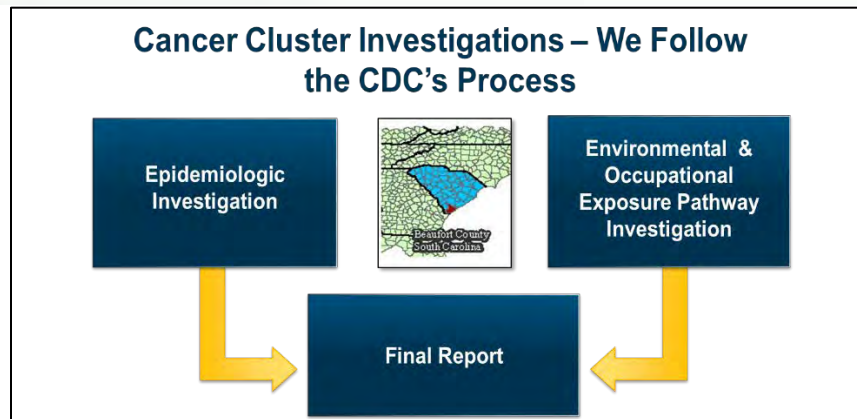 Cancer Cluster Investigations – We Follow
the CDC's Process
Epidemiologic
Investigation
Beaufort County
South Carolina
Environmental &
Occupational
Exposure Pathway
Investigation
Final Report